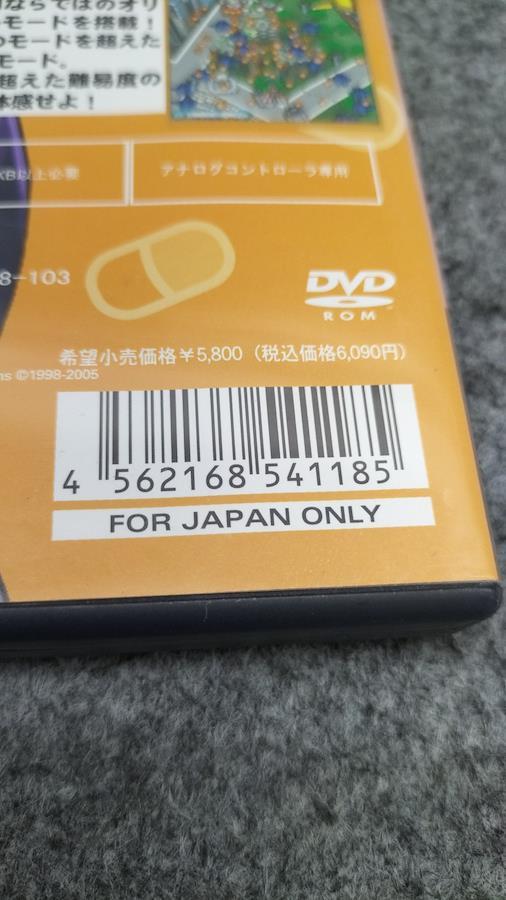 ならではのオリ
モードを搭載！
モードを超えた
モード。
超えた難易度の
体感せよ！
KB以上必要
アナログコントローラ専用
8-103
DVD
ROM
希望小売価格￥5,800（税込価格6,090円）
ns ©1998-2005
4 562168 541185
FOR JAPAN ONLY